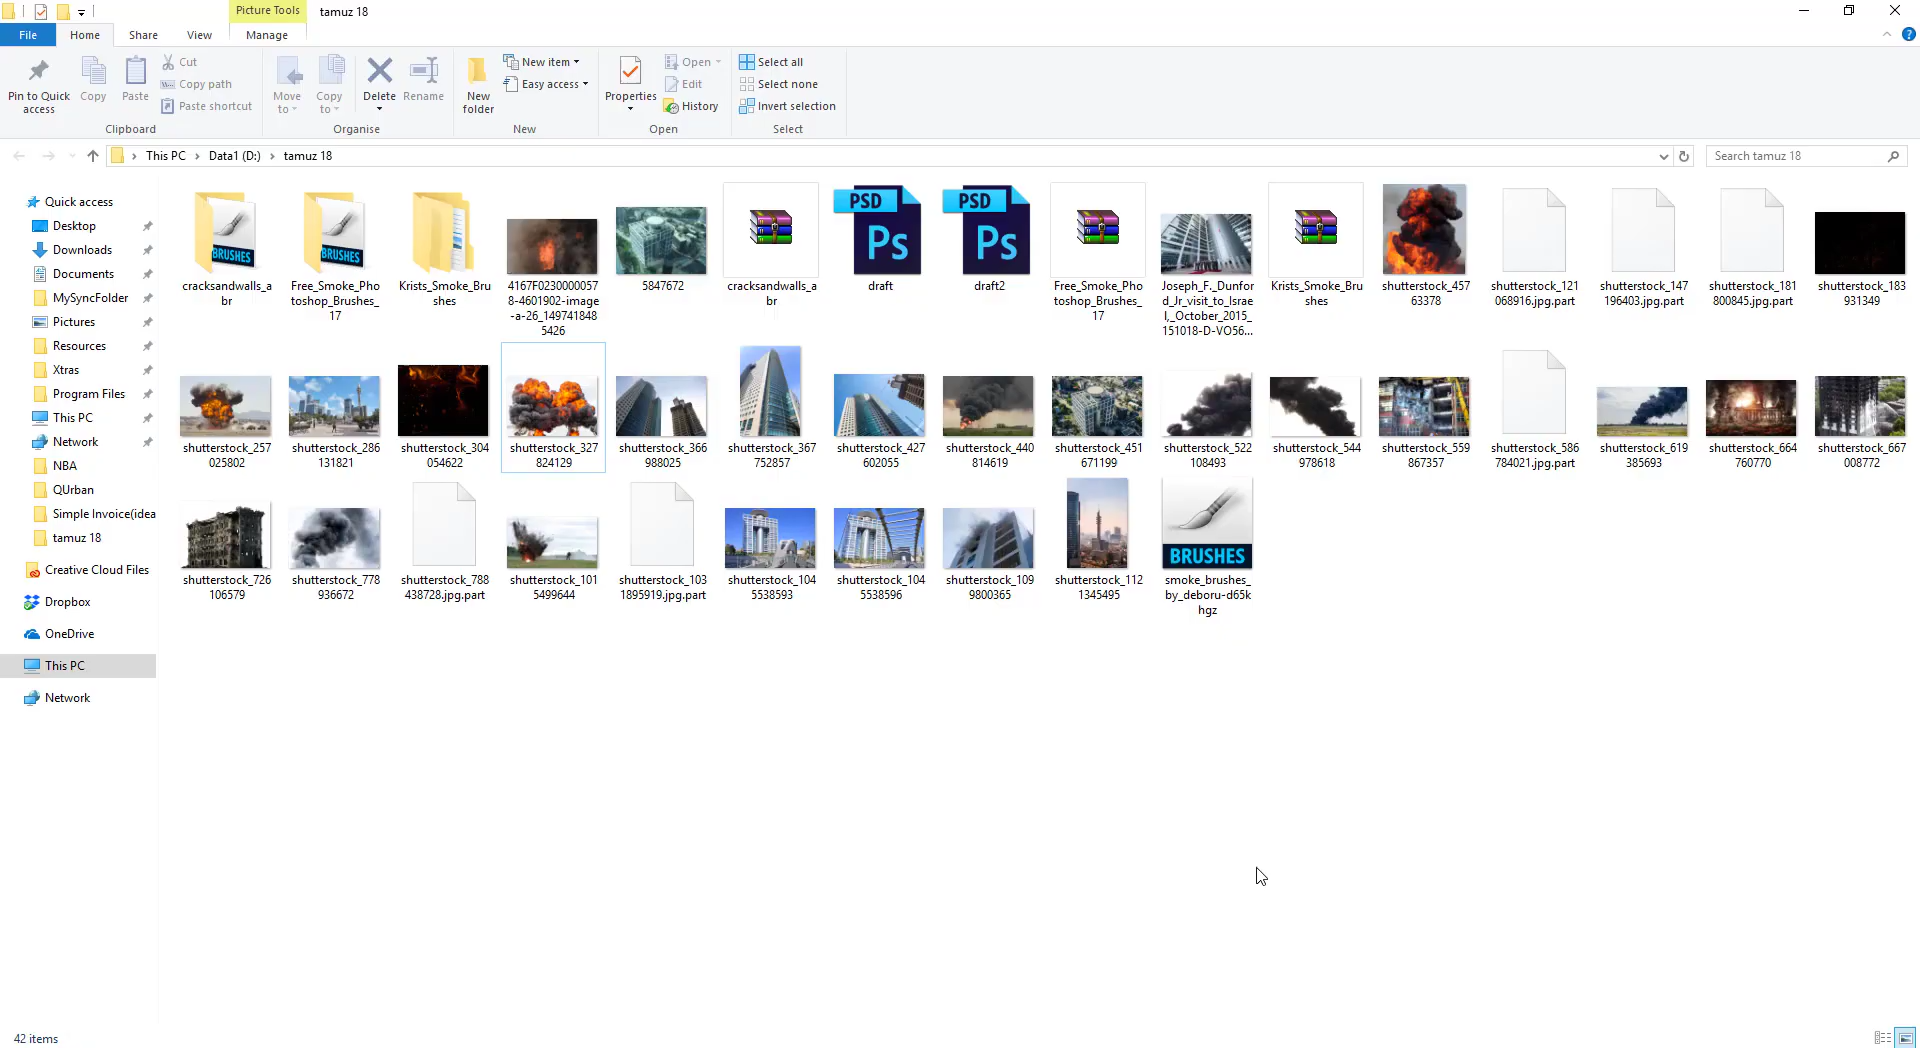 Picture Tools
tamuz 18
File
Home
Share
View
Manage
Pin to Quick
access
Copy
Paste
Cut
Copy path
Paste shortcut
Clipboard
Move
to
Copy
to
Delete
Rename
Organise
New
folder
New item
Easy access
New
Properties
Open
Edit
History
Open
Select all
Select none
Invert selection
Select
This PC
Data1 (D:)
tamuz 18
Search tamuz 18
Quick access
Desktop
Downloads
Documents
MySyncFolder
Pictures
Resources
Xtras
Program Files
This PC
Network
NBA
QUrban
Simple Invoice(idea
tamuz 18
Creative Cloud Files
Dropbox
OneDrive
This PC
Network
BRUSHES
cracksandwalls_a
br
BRUSHES
Free_Smoke_Pho
toshop_Brushes_
17
Krists_Smoke_Bru
shes
4167F0230000057
8-4601902-image
-a-26_149741848
5426
5847672
cracksandwalls_a
br
PSD
Ps
draft
PSD
Ps
draft2
Free_Smoke_Pho
toshop_Brushes_
17
Joseph_F._Dunfor
d_Jr_visit_to_Israe
l,_October_2015_
151018-D-VO56...
Krists_Smoke_Bru
shes
shutterstock_457
63378
shutterstock_121
068916.jpg.part
shutterstock_147
196403.jpg.part
shutterstock_181
800845.jpg.part
shutterstock_183
931349
shutterstock_257
025802
shutterstock_286
131821
shutterstock_304
054622
shutterstock_327
824129
shutterstock_366
988025
shutterstock_367
752857
shutterstock_427
602055
shutterstock_440
814619
shutterstock_451
671199
shutterstock_522
108493
shutterstock_544
978618
shutterstock_559
867357
shutterstock_586
784021.jpg.part
shutterstock_619
385693
shutterstock_664
760770
shutterstock_667
008772
shutterstock_726
106579
shutterstock_778
936672
shutterstock_788
438728.jpg.part
shutterstock_101
5499644
shutterstock_103
1895919.jpg.part
shutterstock_104
5538593
shutterstock_104
5538596
shutterstock_109
9800365
shutterstock_112
1345495
BRUSHES
smoke_brushes_
by_deboru-d65k
hgz
42 items